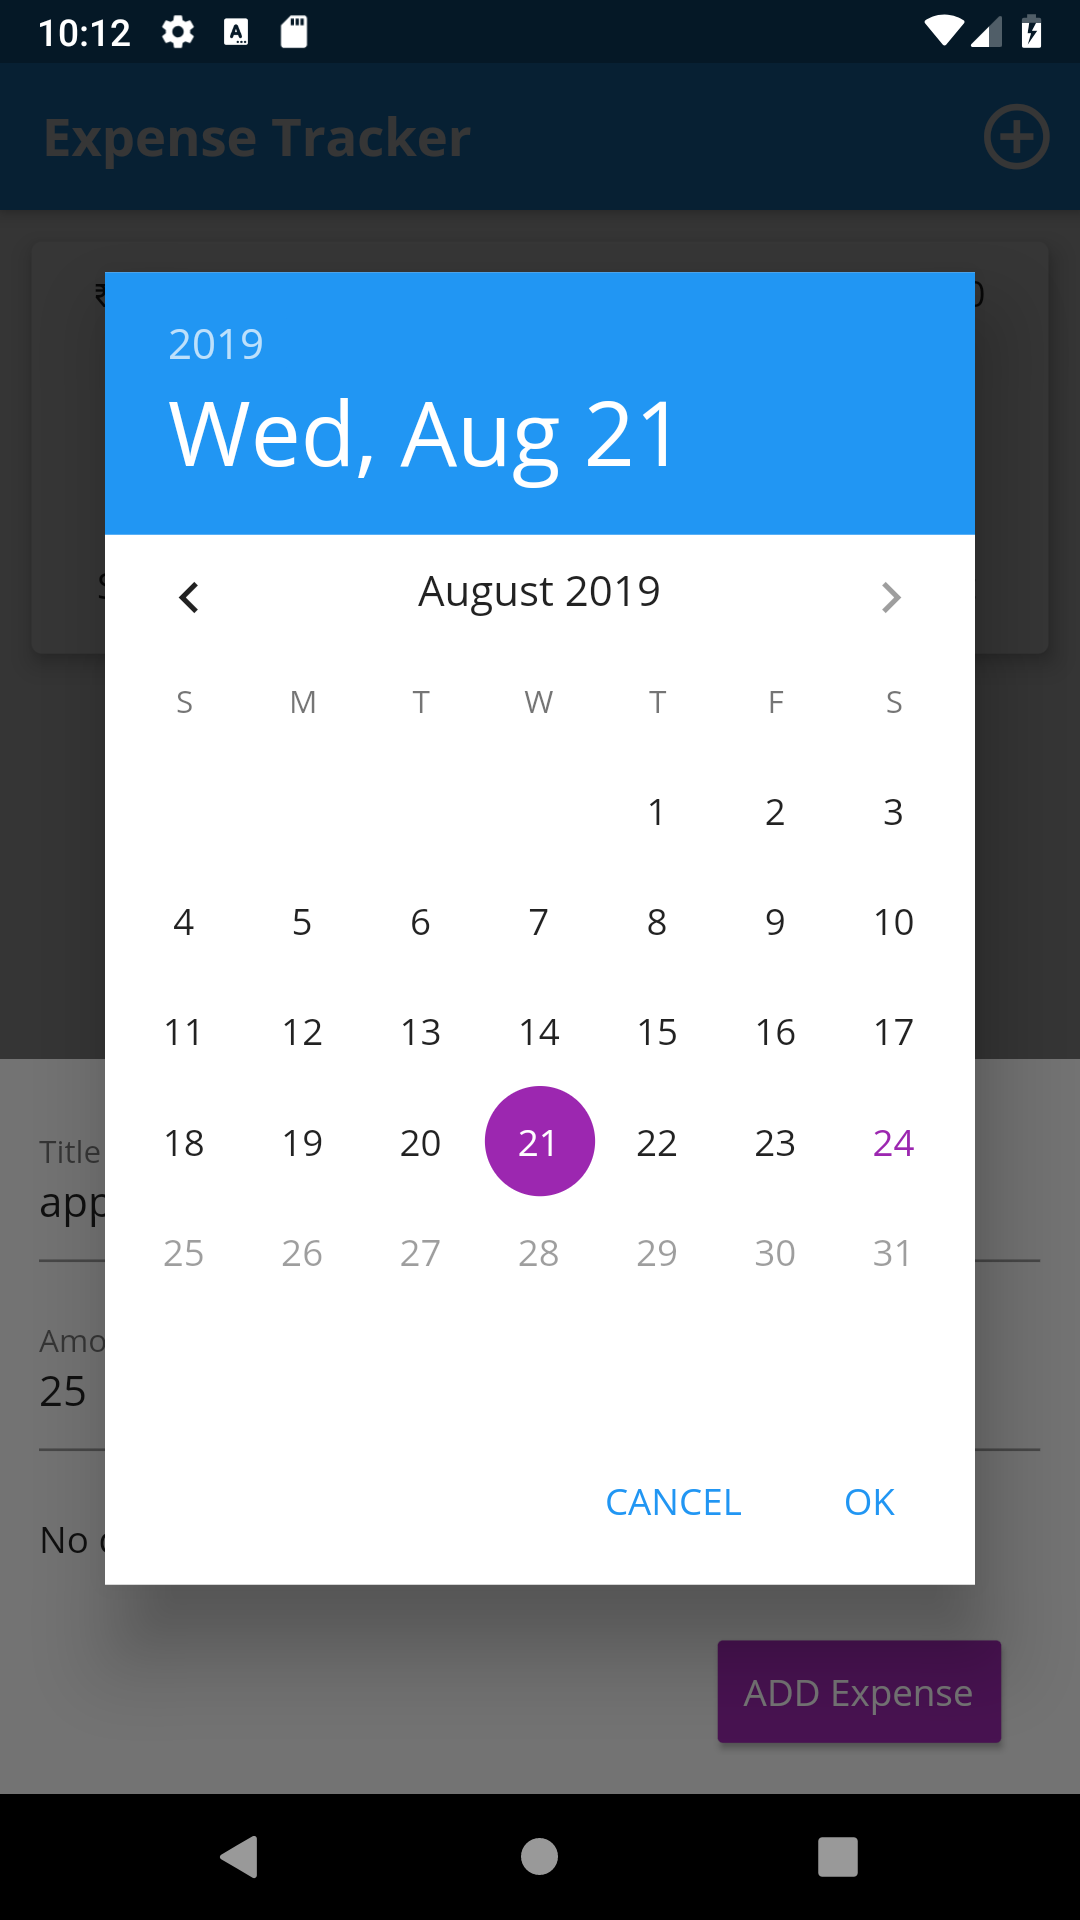 10:12
Expense Tracker
2019
Wed, Aug 21
August 2019
S M T W T F S
1 2 3
4 5 6 7 8 9 10
11 12 13 14 15 16 17
18 19 20 21 22 23 24
25 26 27 28 29 30 31
Title
app
Amo
25
No
CANCEL OK
ADD Expense